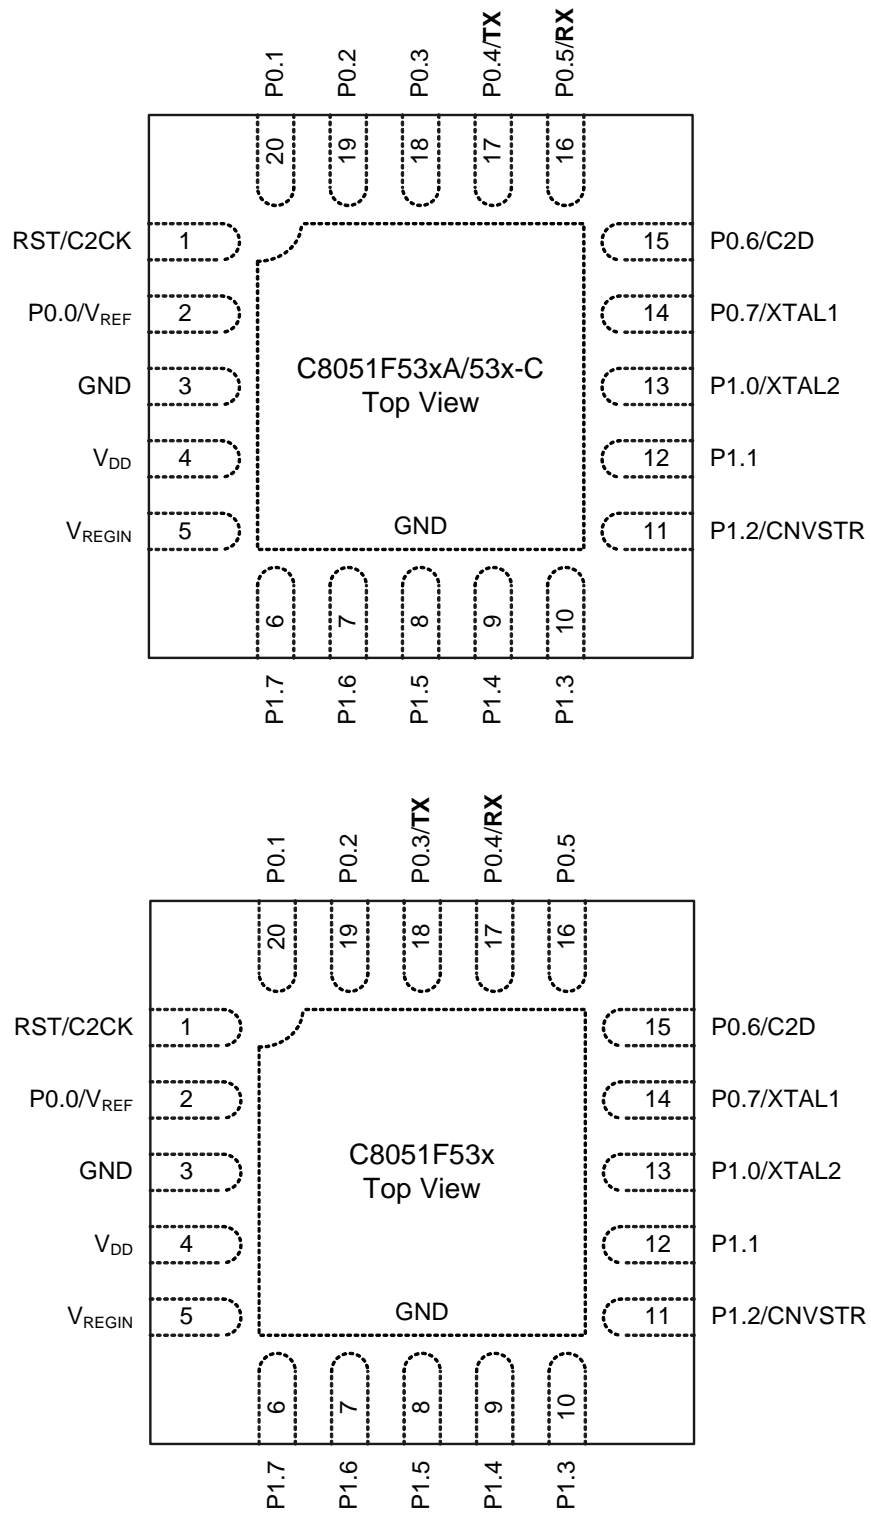 P0.1
P0.2
P0.3
P0.4/TX
P0.5/RX
20
19
18
17
16
RST/C2CK
1
15
P0.6/C2D
P0.0/VREF
2
14
P0.7/XTAL1
GND
3
C8051F53xA/53x-C
Top View
13
P1.0/XTAL2
VDD
4
12
P1.1
VREGIN
5
GND
11
P1.2/CNVSTR
6
7
8
9
10
P1.7
P1.6
P1.5
P1.4
P1.3
P0.1
P0.2
P0.3/TX
P0.4/RX
P0.5
20
19
18
17
16
RST/C2CK
1
15
P0.6/C2D
P0.0/VREF
2
14
P0.7/XTAL1
GND
3
C8051F53x
Top View
13
P1.0/XTAL2
VDD
4
12
P1.1
VREGIN
5
GND
11
P1.2/CNVSTR
6
7
8
9
10
P1.7
P1.6
P1.5
P1.4
P1.3